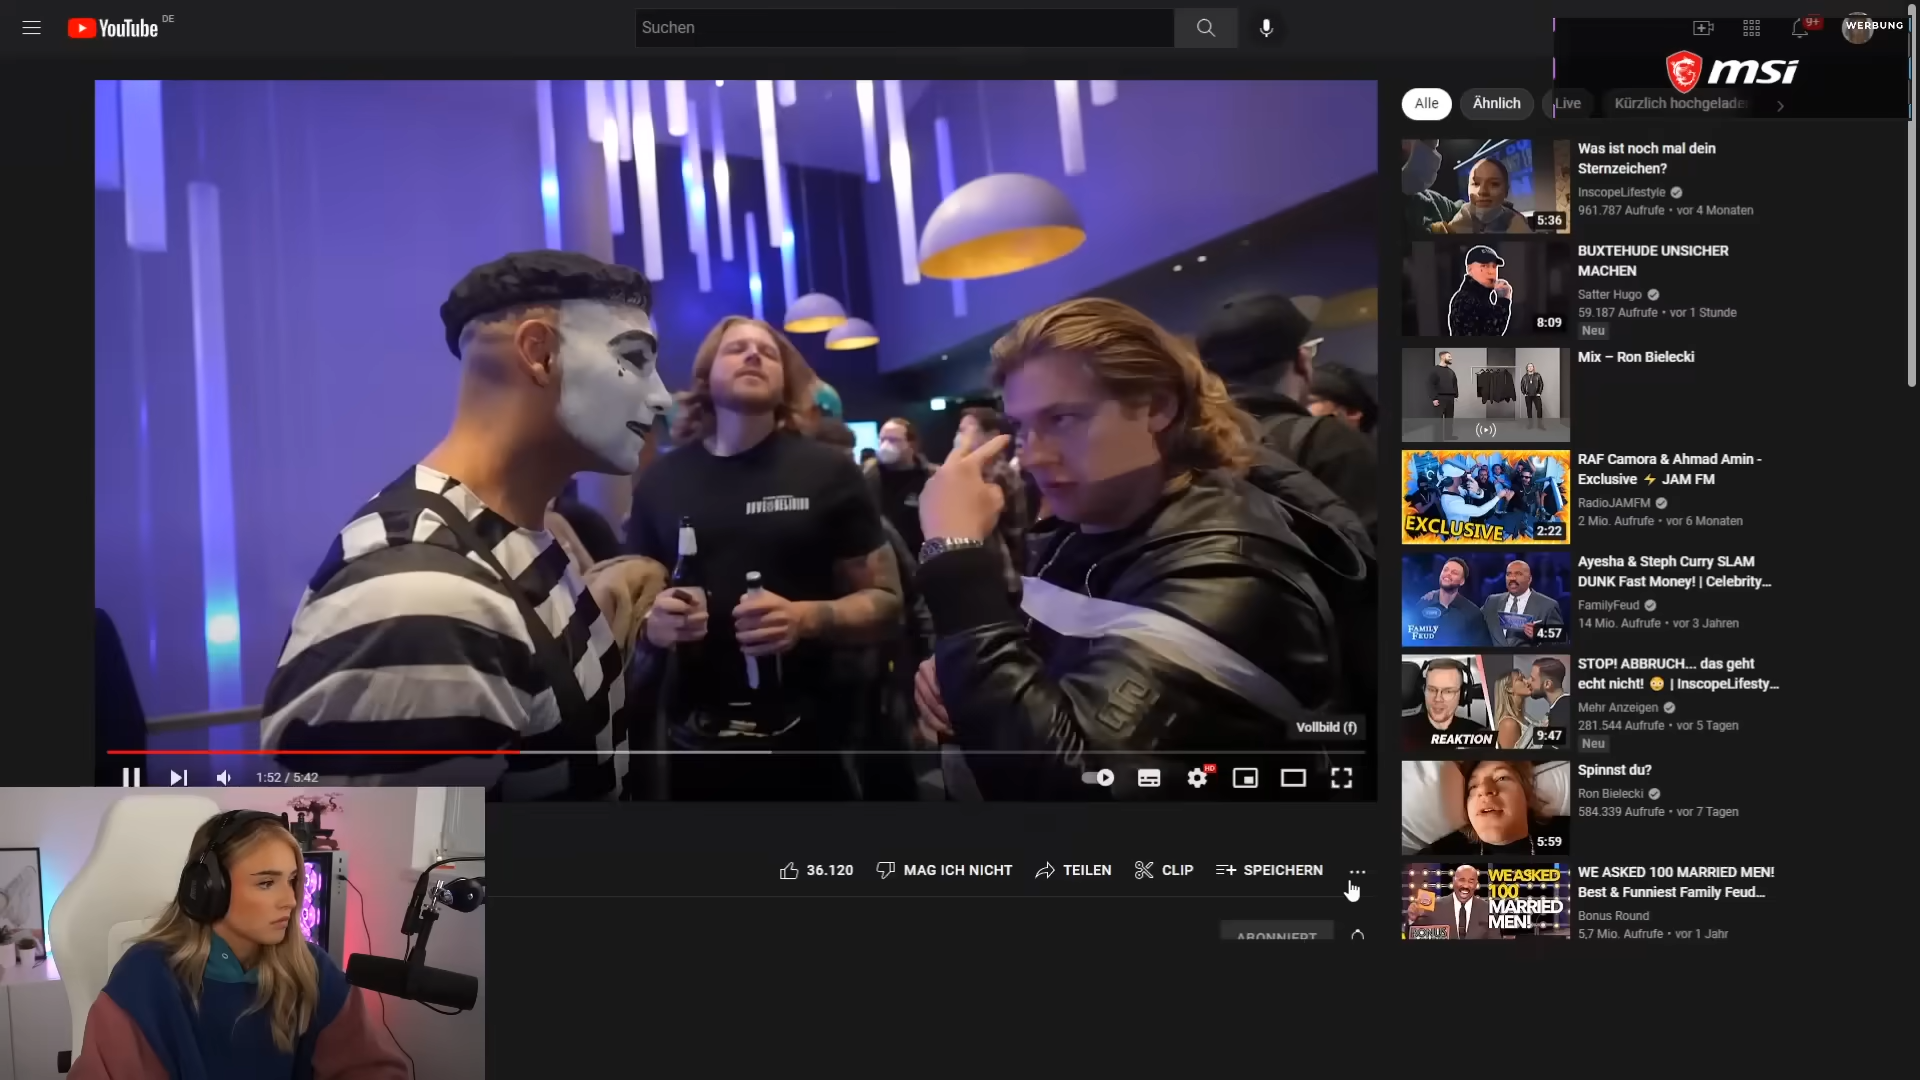 YouTube DE
Suchen
9+
WERBUNG
msi
Alle
Ähnlich
Live
Kürzlich hochgelade
Was ist noch mal dein
Sternzeichen?
InscopeLifestyle
961.787 Aufrufe • vor 4 Monaten
5:36
BUXTEHUDE UNSICHER
MACHEN
Satter Hugo
59.187 Aufrufe • vor 1 Stunde
Neu
8:09
Mix – Ron Bielecki
RAF Camora & Ahmad Amin -
Exclusive ⚡ JAM FM
RadioJAMFM
2 Mio. Aufrufe • vor 6 Monaten
EXCLUSIVE
2:22
Ayesha & Steph Curry SLAM
DUNK Fast Money! | Celebrity...
FamilyFeud
14 Mio. Aufrufe • vor 3 Jahren
FAMILY
FEUD
4:57
STOP! ABBRUCH... das geht
echt nicht! 😳 | InscopeLifesty...
Mehr Anzeigen
281.544 Aufrufe • vor 5 Tagen
Neu
REAKTION
9:47
Spinnst du?
Ron Bielecki
584.339 Aufrufe • vor 7 Tagen
5:59
WE ASKED 100 MARRIED MEN!
Best & Funniest Family Feud...
Bonus Round
5,7 Mio. Aufrufe • vor 1 Jahr
WE ASKED
100
MARRIED
MEN!
BONUS
Vollbild (f)
1:52 / 5:42
HD
36.120
MAG ICH NICHT
TEILEN
CLIP
SPEICHERN
ABONNIERT